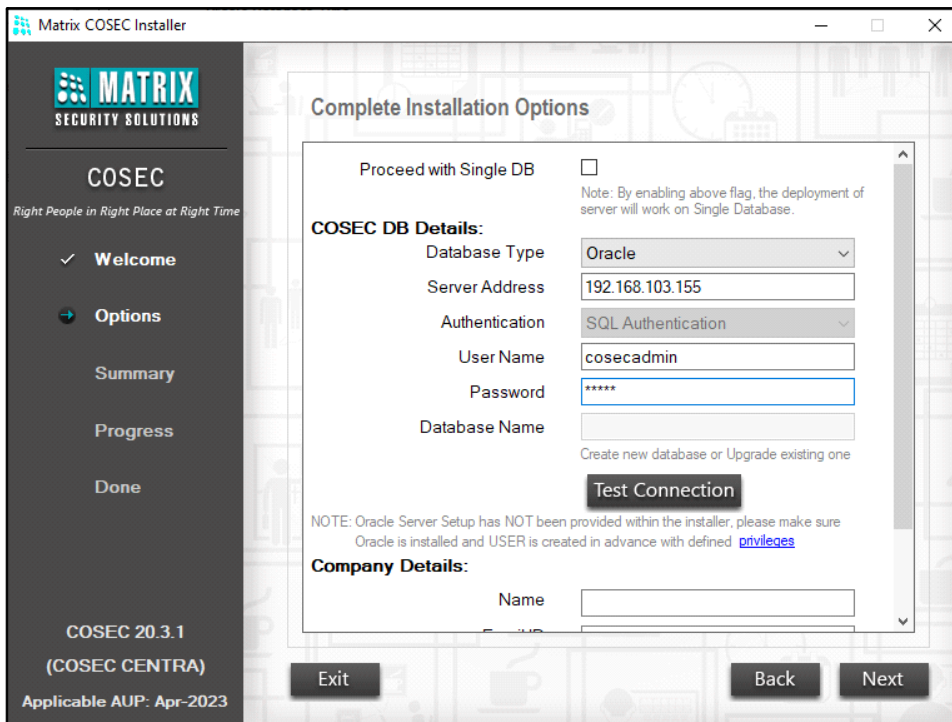 Matrix COSEC Installer
MATRIX
SECURITY SOLUTIONS
COSEC
Right People in Right Place at Right Time
Welcome
Options
Summary
Progress
Done
COSEC 20.3.1
(COSEC CENTRA)
Applicable AUP: Apr-2023
Complete Installation Options
Proceed with Single DB
Note: By enabling above flag, the deployment of
server will work on Single Database.
COSEC DB Details:
Database Type Oracle
Server Address 192.168.103.155
Authentication SQL Authentication
User Name cosecadmin
Password *****
Database Name
Create new database or Upgrade existing one
Test Connection
NOTE: Oracle Server Setup has NOT been provided within the installer, please make sure
Oracle is installed and USER is created in advance with defined privileges
Company Details:
Name
Exit Back Next